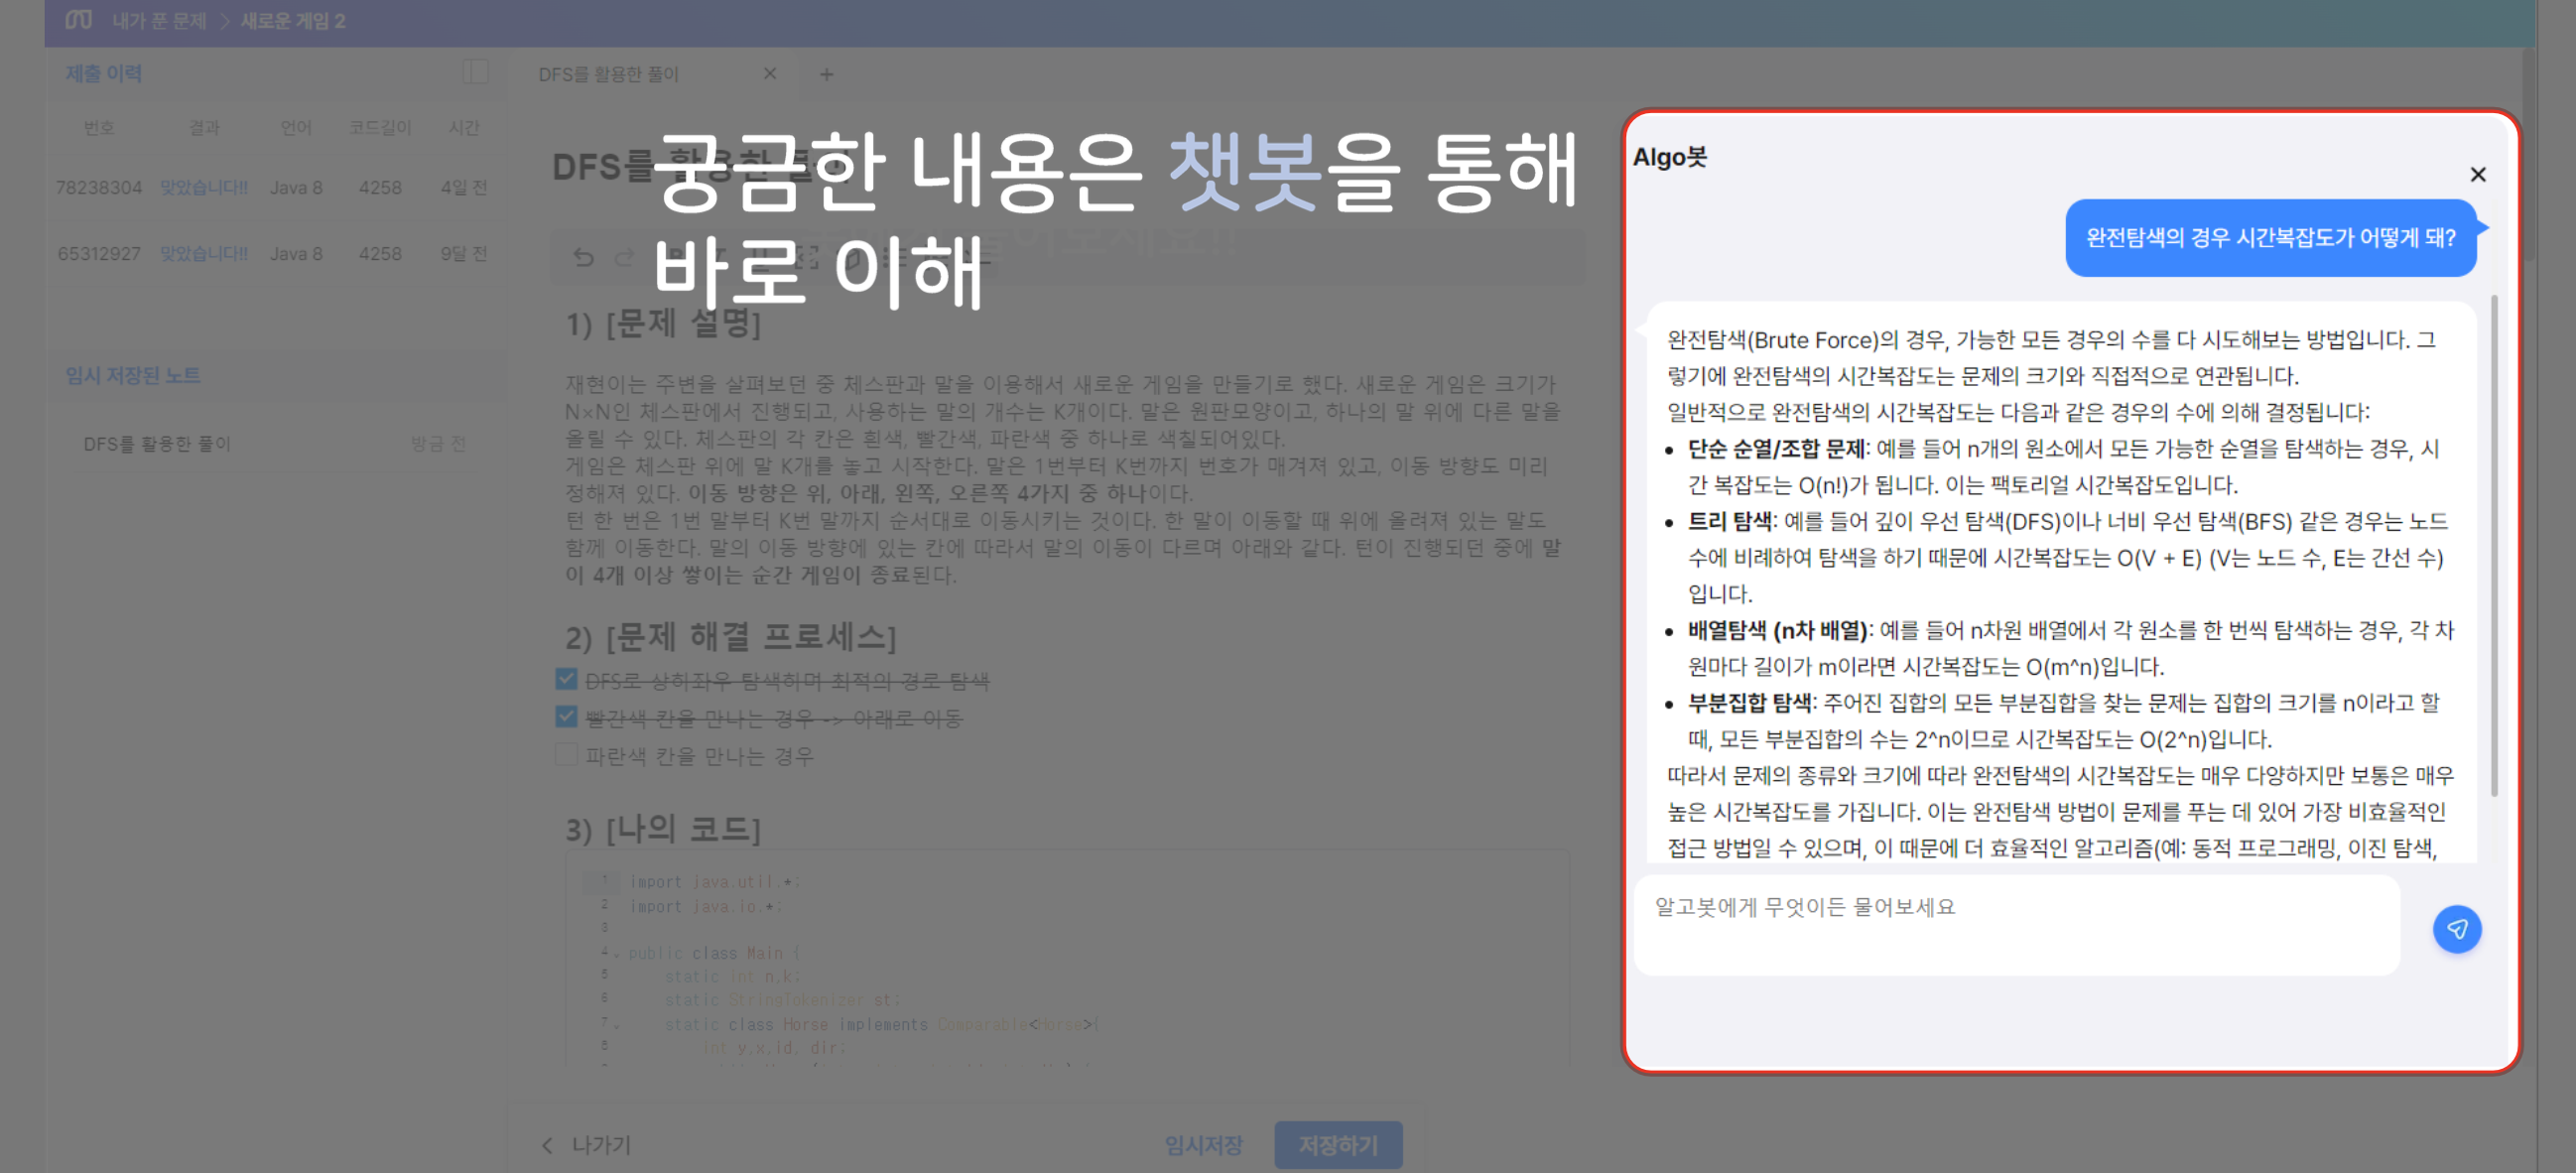 내가 푼 문제 > 새로운 게임 2
제출 이력
번호 결과 언어 코드길이 시간
78238304 맞았습니다!! Java 8 4258 4일 전
65312927 맞았습니다!! Java 8 4258 9달 전
임시 저장된 노트
DFS를 활용한 풀이 방금 전
DFS를 활용한 풀이 × +
궁금한 내용은 챗봇을 통해
바로 이해
DFS를 활용한 풀이
1) [문제 설명]
재현이는 주변을 살펴보던 중 체스판과 말을 이용해서 새로운 게임을 만들기로 했다. 새로운 게임은 크기가
N×N인 체스판에서 진행되고, 사용하는 말의 개수는 K개이다. 말은 원판모양이고, 하나의 말 위에 다른 말을
올릴 수 있다. 체스판의 각 칸은 흰색, 빨간색, 파란색 중 하나로 색칠되어있다.
게임은 체스판 위에 말 K개를 놓고 시작한다. 말은 1번부터 K번까지 번호가 매겨져 있고, 이동 방향도 미리
정해져 있다. 이동 방향은 위, 아래, 왼쪽, 오른쪽 4가지 중 하나이다.
턴 한 번은 1번 말부터 K번 말까지 순서대로 이동시키는 것이다. 한 말이 이동할 때 위에 올려져 있는 말도
함께 이동한다. 말의 이동 방향에 있는 칸에 따라서 말의 이동이 다르며 아래와 같다. 턴이 진행되던 중에 말
이 4개 이상 쌓이는 순간 게임이 종료된다.
2) [문제 해결 프로세스]
DFS로 상하좌우 탐색하며 최적의 경로 탐색
빨간색 칸을 만나는 경우 -> 아래로 이동
파란색 칸을 만나는 경우
3) [나의 코드]
1 import java.util.*;
2 import java.io.*;
3
4 public class Main {
5 static int n,k;
6 static StringTokenizer st;
7 static class Horse implements Comparable<Horse>{
8 int y,x,id, dir;
나가기
임시저장
저장하기
Algo봇
완전탐색의 경우 시간복잡도가 어떻게 돼?
완전탐색(Brute Force)의 경우, 가능한 모든 경우의 수를 다 시도해보는 방법입니다. 그
렇기에 완전탐색의 시간복잡도는 문제의 크기와 직접적으로 연관됩니다.
일반적으로 완전탐색의 시간복잡도는 다음과 같은 경우의 수에 의해 결정됩니다:
• 단순 순열/조합 문제: 예를 들어 n개의 원소에서 모든 가능한 순열을 탐색하는 경우, 시
간 복잡도는 O(n!)가 됩니다. 이는 팩토리얼 시간복잡도입니다.
• 트리 탐색: 예를 들어 깊이 우선 탐색(DFS)이나 너비 우선 탐색(BFS) 같은 경우는 노드
수에 비례하여 탐색을 하기 때문에 시간복잡도는 O(V + E) (V는 노드 수, E는 간선 수)
입니다.
• 배열탐색 (n차 배열): 예를 들어 n차원 배열에서 각 원소를 한 번씩 탐색하는 경우, 각 차
원마다 길이가 m이라면 시간복잡도는 O(m^n)입니다.
• 부분집합 탐색: 주어진 집합의 모든 부분집합을 찾는 문제는 집합의 크기를 n이라고 할
때, 모든 부분집합의 수는 2^n이므로 시간복잡도는 O(2^n)입니다.
따라서 문제의 종류와 크기에 따라 완전탐색의 시간복잡도는 매우 다양하지만 보통은 매우
높은 시간복잡도를 가집니다. 이는 완전탐색 방법이 문제를 푸는 데 있어 가장 비효율적인
접근 방법일 수 있으며, 이 때문에 더 효율적인 알고리즘(예: 동적 프로그래밍, 이진 탐색,
알고봇에게 무엇이든 물어보세요